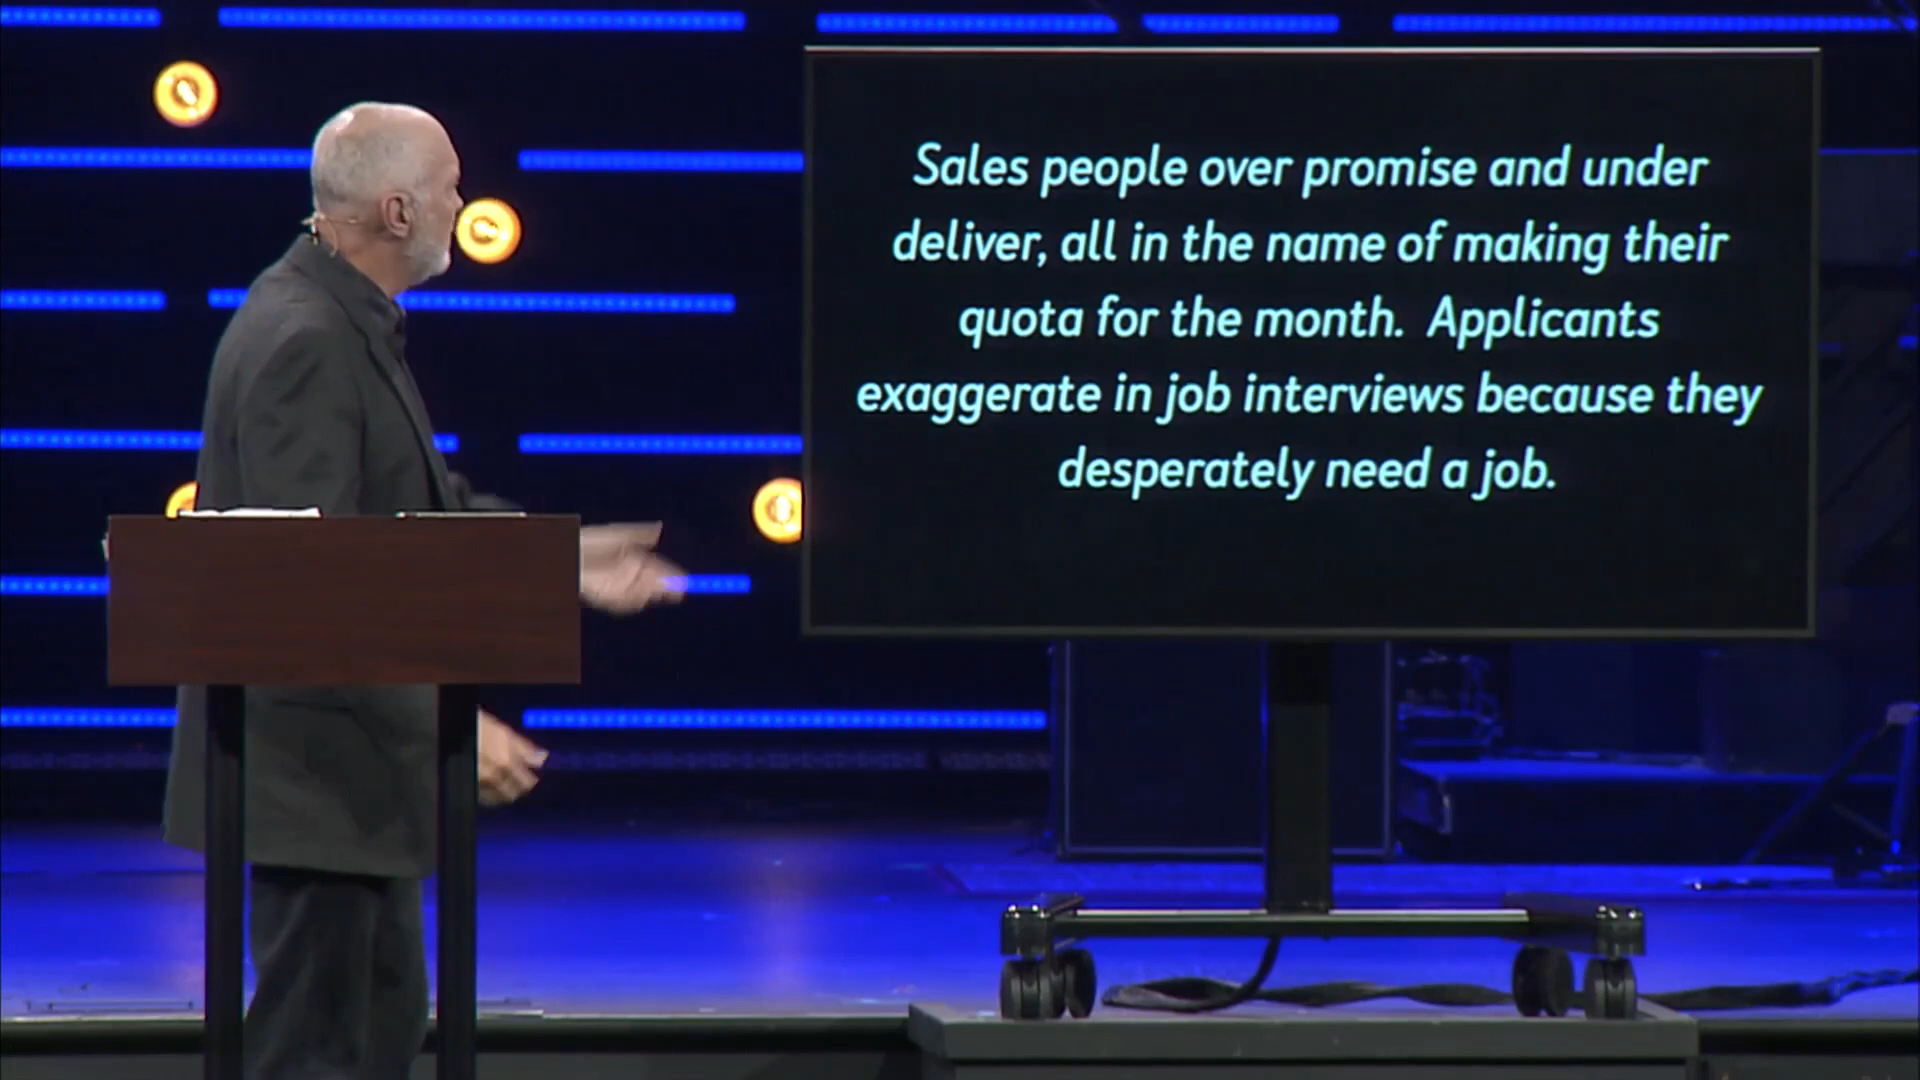 Sales people over promise and under
deliver, all in the name of making their
quota for the month.  Applicants
exaggerate in job interviews because they
desperately need a job.